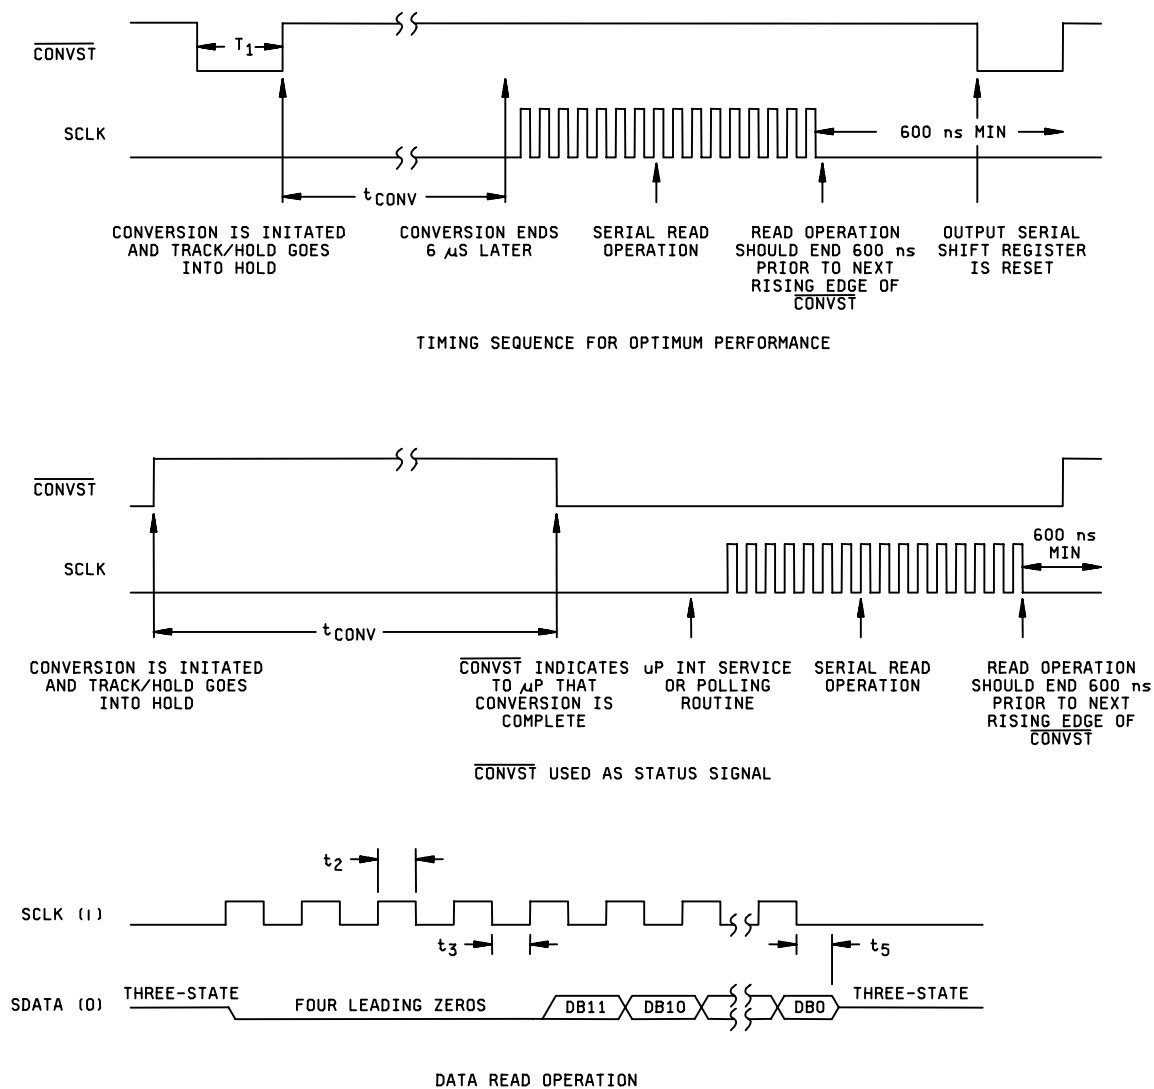 CONVST
T1
SCLK
600 ns MIN
tCONV
CONVERSION IS INITATED
AND TRACK/HOLD GOES
INTO HOLD
CONVERSION ENDS
6 μS LATER
SERIAL READ
OPERATION
READ OPERATION
SHOULD END 600 ns
PRIOR TO NEXT
RISING EDGE OF
CONVST
OUTPUT SERIAL
SHIFT REGISTER
IS RESET
TIMING SEQUENCE FOR OPTIMUM PERFORMANCE
CONVST
SCLK
600 ns
MIN
tCONV
CONVERSION IS INITATED
AND TRACK/HOLD GOES
INTO HOLD
CONVST INDICATES
TO μP THAT
CONVERSION IS
COMPLETE
uP INT SERVICE
OR POLLING
ROUTINE
SERIAL READ
OPERATION
READ OPERATION
SHOULD END 600 ns
PRIOR TO NEXT
RISING EDGE OF
CONVST
CONVST USED AS STATUS SIGNAL
t2
SCLK (I)
t3
t5
SDATA (O)
THREE-STATE
FOUR LEADING ZEROS
DB11
DB10
DB0
THREE-STATE
DATA READ OPERATION